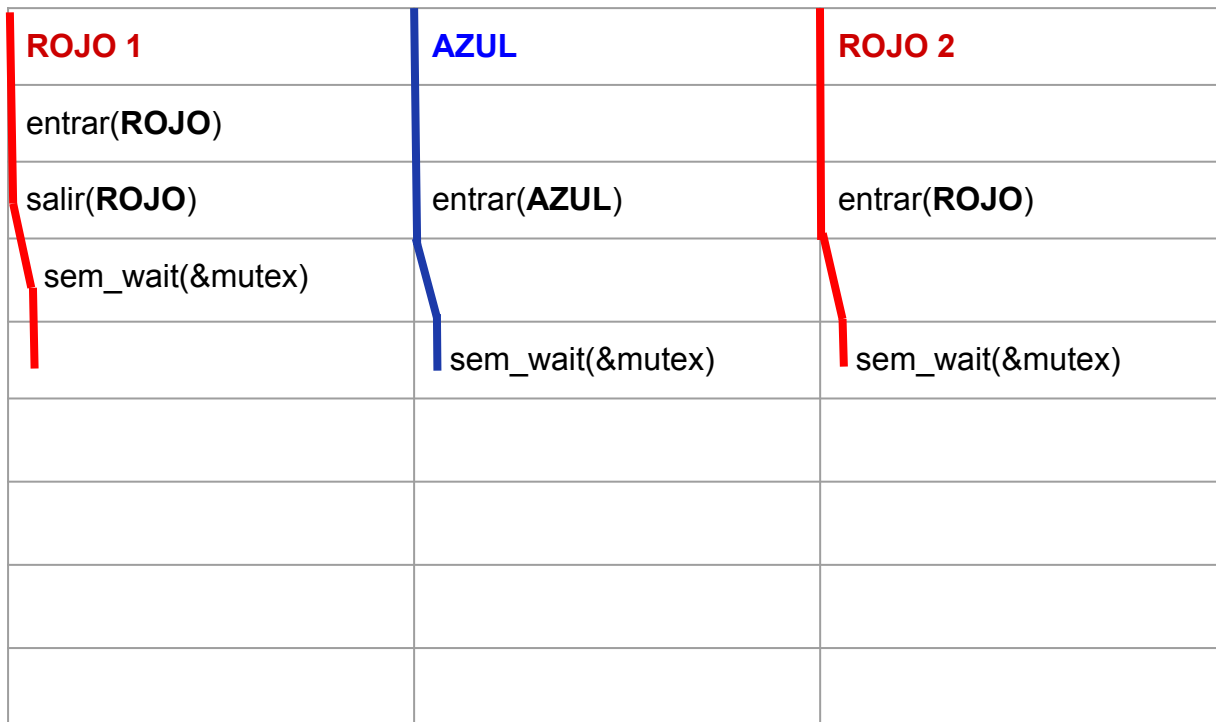 ROJO 1
AZUL
ROJO 2
entrar(ROJO)
salir(ROJO)
entrar(AZUL)
entrar(ROJO)
sem_wait(&mutex)
sem_wait(&mutex)
sem_wait(&mutex)